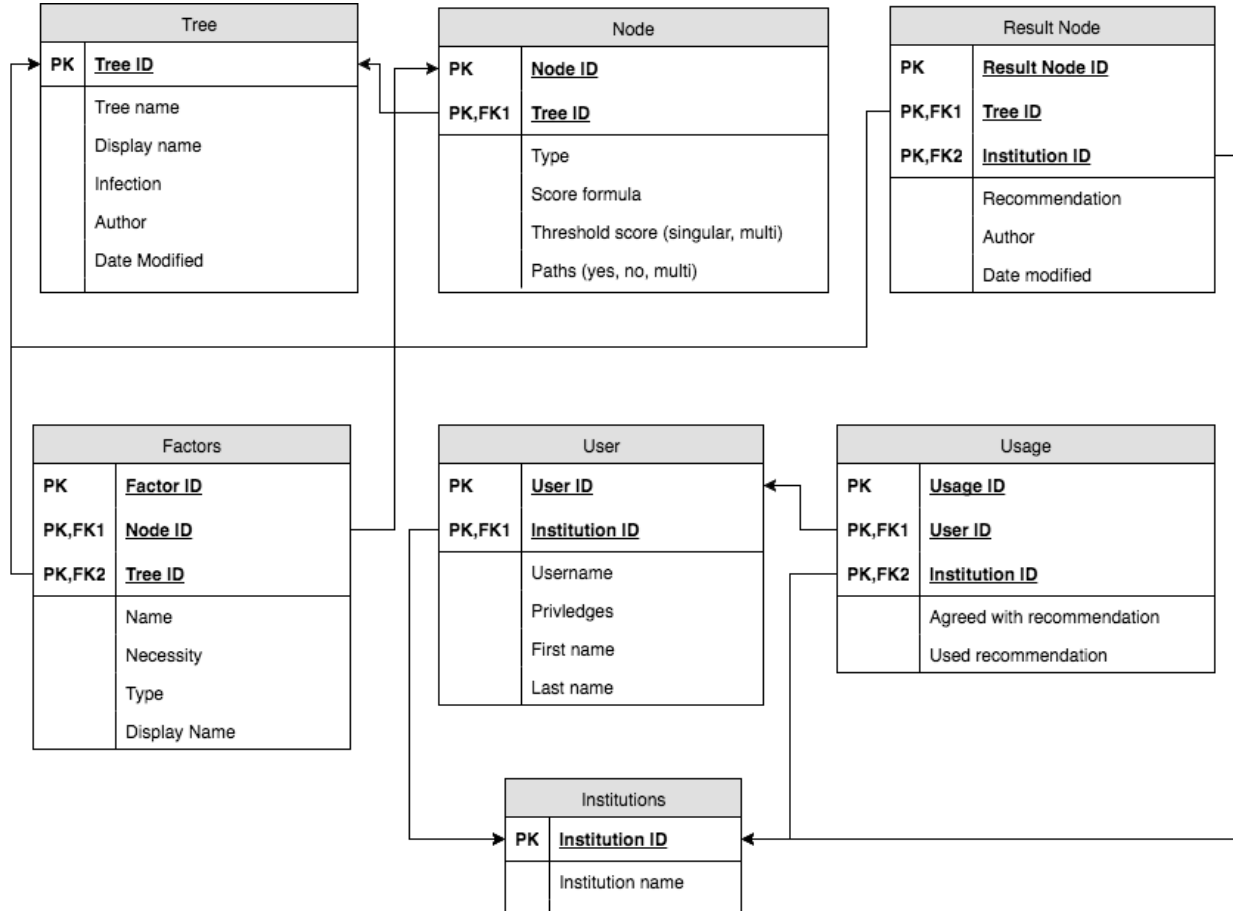 Tree
PK Tree ID
Tree name
Display name
Infection
Author
Date Modified
Node
PK Node ID
PK,FK1 Tree ID
Type
Score formula
Threshold score (singular, multi)
Paths (yes, no, multi)
Result Node
PK Result Node ID
PK,FK1 Tree ID
PK,FK2 Institution ID
Recommendation
Author
Date modified
Factors
PK Factor ID
PK,FK1 Node ID
PK,FK2 Tree ID
Name
Necessity
Type
Display Name
User
PK User ID
PK,FK1 Institution ID
Username
Privledges
First name
Last name
Usage
PK Usage ID
PK,FK1 User ID
PK,FK2 Institution ID
Agreed with recommendation
Used recommendation
Institutions
PK Institution ID
Institution name